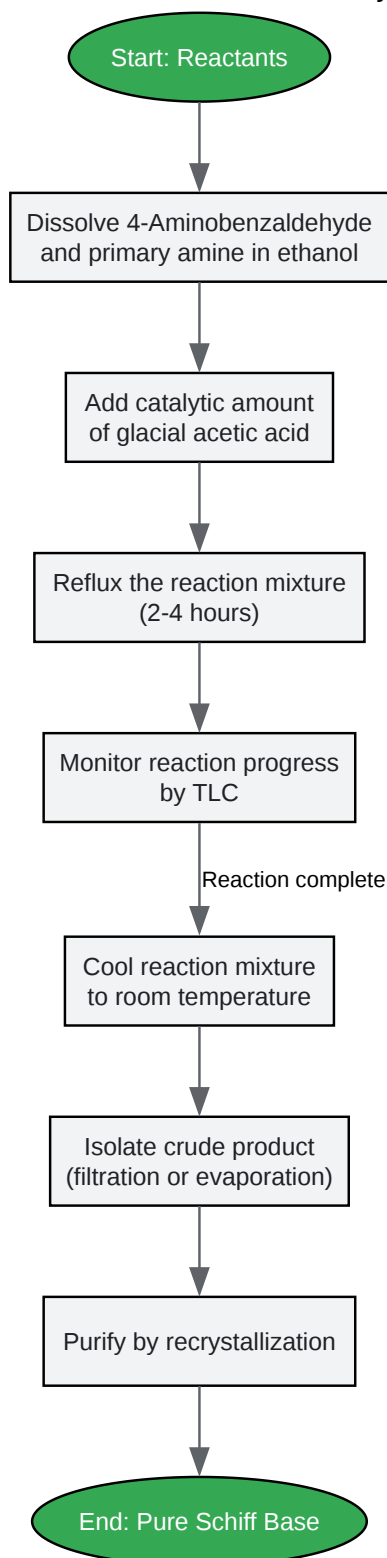 Start: Reactants
Dissolve 4-Aminobenzaldehyde
and primary amine in ethanol
Add catalytic amount
of glacial acetic acid
Reflux the reaction mixture
(2-4 hours)
Monitor reaction progress
by TLC
Reaction complete
Cool reaction mixture
to room temperature
Isolate crude product
(filtration or evaporation)
Purify by recrystallization
End: Pure Schiff Base